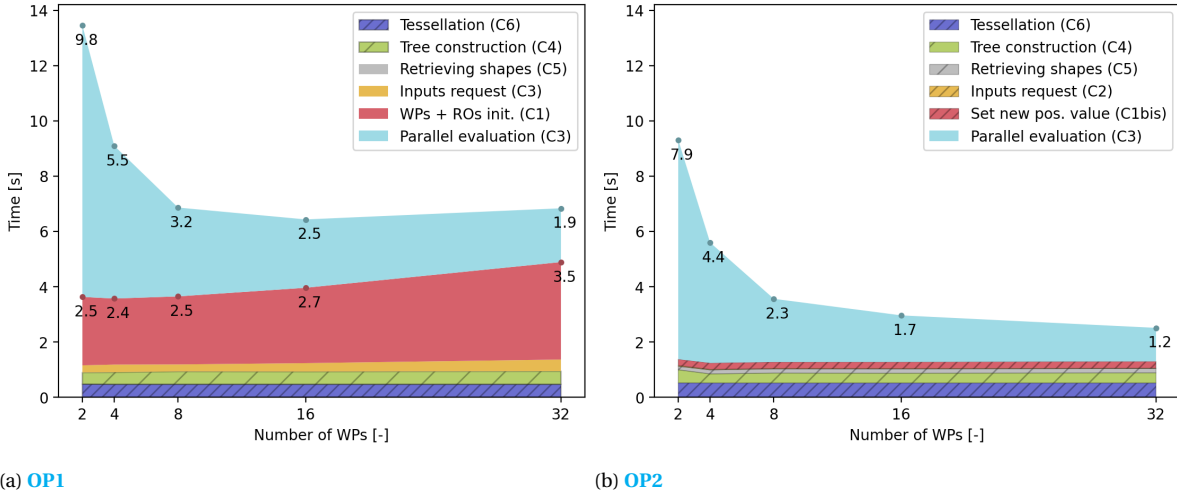 14
12
10
8
6
4
2
0
Time [s]
9.8
5.5
3.2
2.5
1.9
2.5
2.4
2.5
2.7
3.5
Tessellation (C6)
Tree construction (C4)
Retrieving shapes (C5)
Inputs request (C3)
WPs + ROs init. (C1)
Parallel evaluation (C3)
2 4 8 16 32
Number of WPs [-]
(a) OP1
14
12
10
8
6
4
2
0
Time [s]
7.9
4.4
2.3
1.7
1.2
Tessellation (C6)
Tree construction (C4)
Retrieving shapes (C5)
Inputs request (C2)
Set new pos. value (C1bis)
Parallel evaluation (C3)
2 4 8 16 32
Number of WPs [-]
(b) OP2